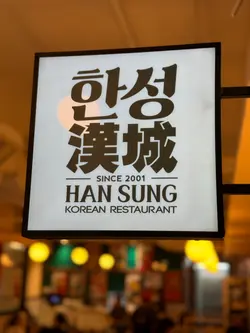 한성
漢城
SINCE 2001
HAN SUNG
KOREAN RESTAURANT